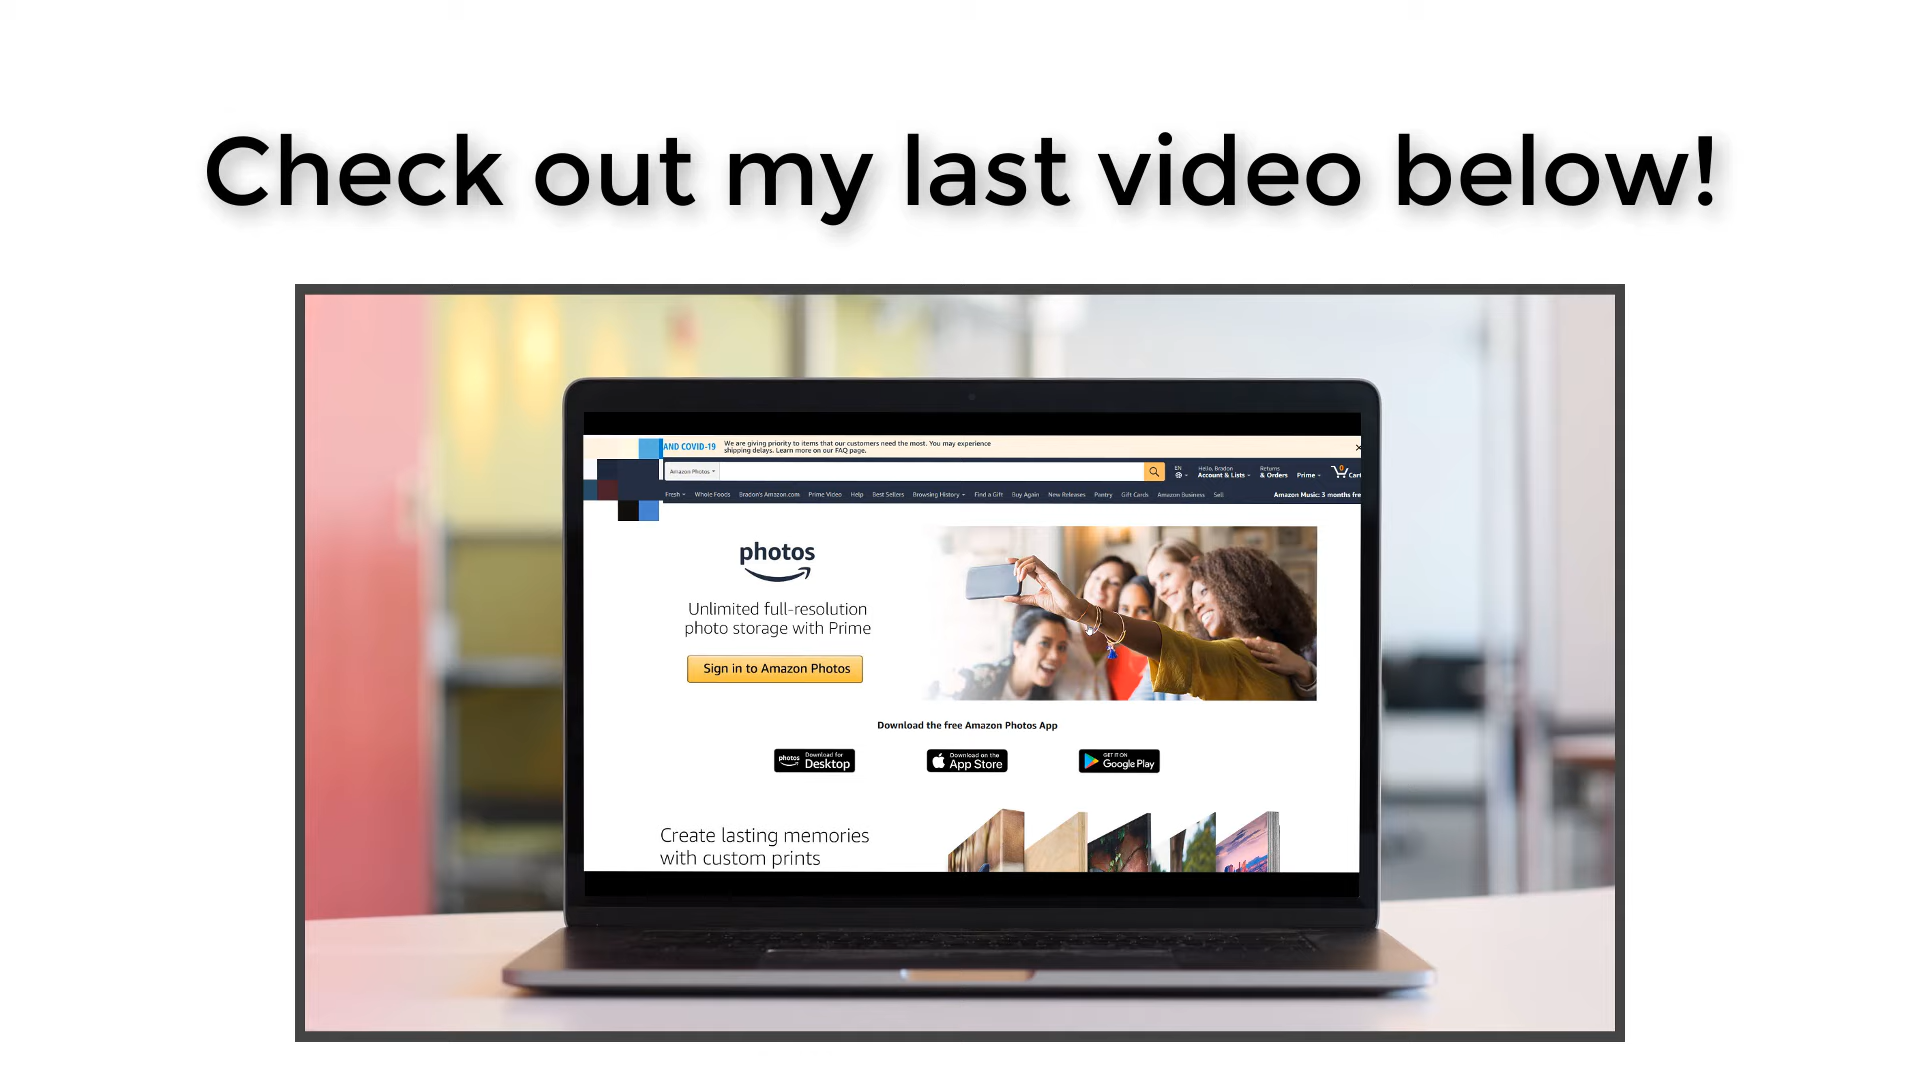 Check out my last video below!
AND COVID-19
We are giving priority to items that our customers need the most. You may experience
shipping delays. Learn more on our FAQ page.
Amazon Photos
EN
Hello, Bradon
Account & Lists
Returns
& Orders
Prime
0
Cart
Fresh
Whole Foods
Bradon's Amazon.com
Prime Video
Help
Best Sellers
Browsing History
Find a Gift
Buy Again
New Releases
Pantry
Gift Cards
Amazon Business
Sell
Amazon Music: 3 months fre
photos
Unlimited full-resolution
photo storage with Prime
Sign in to Amazon Photos
Download the free Amazon Photos App
photos
Download for
Desktop
Download on the
App Store
GET IT ON
Google Play
Create lasting memories
with custom prints